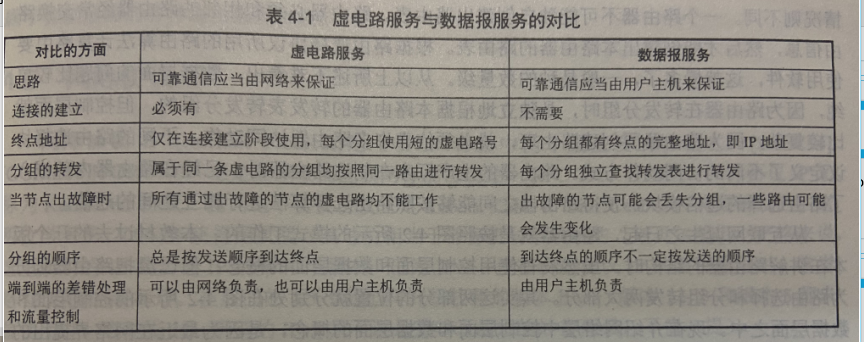 表 4-1 虚电路服务与数据报服务的对比
对比的方面 虚电路服务 数据报服务
思路 可靠通信应当由网络来保证 可靠通信应当由用户主机来保证
连接的建立 必须有 不需要
终点地址 仅在连接建立阶段使用，每个分组使用短的虚电路号 每个分组都有终点的完整地址，即 IP 地址
分组的转发 属于同一条虚电路的分组均按照同一路由进行转发 每个分组独立查找转发表进行转发
当节点出故障时 所有通过出故障的节点的虚电路均不能工作 出故障的节点可能会丢失分组，一些路由可能
会发生变化
分组的顺序 总是按发送顺序到达终点 到达终点的顺序不一定按发送的顺序
端到端的差错处理 可以由网络负责，也可以由用户主机负责 由用户主机负责
和流量控制